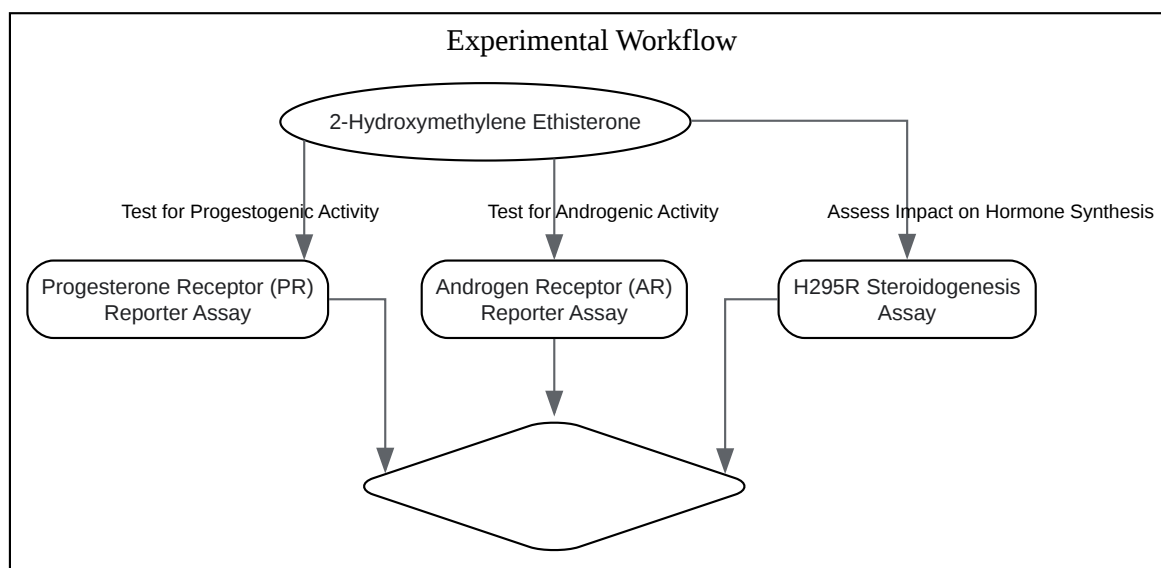 Experimental Workflow
2-Hydroxymethylene Ethisterone
Test for Progestogenic Activity
Test for Androgenic Activity
Assess Impact on Hormone Synthesis
Progesterone Receptor (PR)
Reporter Assay
Androgen Receptor (AR)
Reporter Assay
H295R Steroidogenesis
Assay